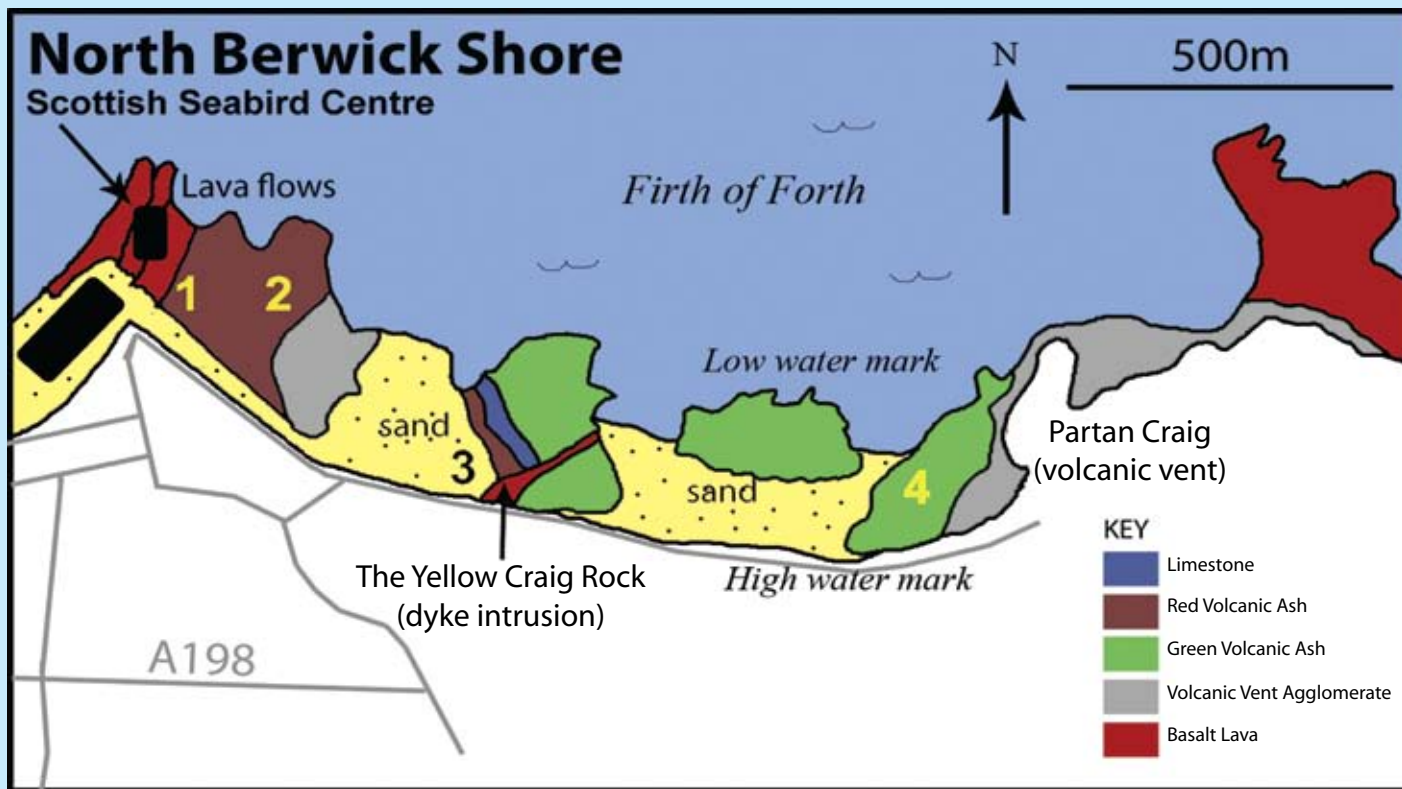 North Berwick Shore
Scottish Seabird Centre
N
500m
Lava flows
Firth of Forth
1
2
Low water mark
sand
3
sand
4
Partan Craig
(volcanic vent)
The Yellow Craig Rock
(dyke intrusion)
High water mark
A198
KEY
Limestone
Red Volcanic Ash
Green Volcanic Ash
Volcanic Vent Agglomerate
Basalt Lava